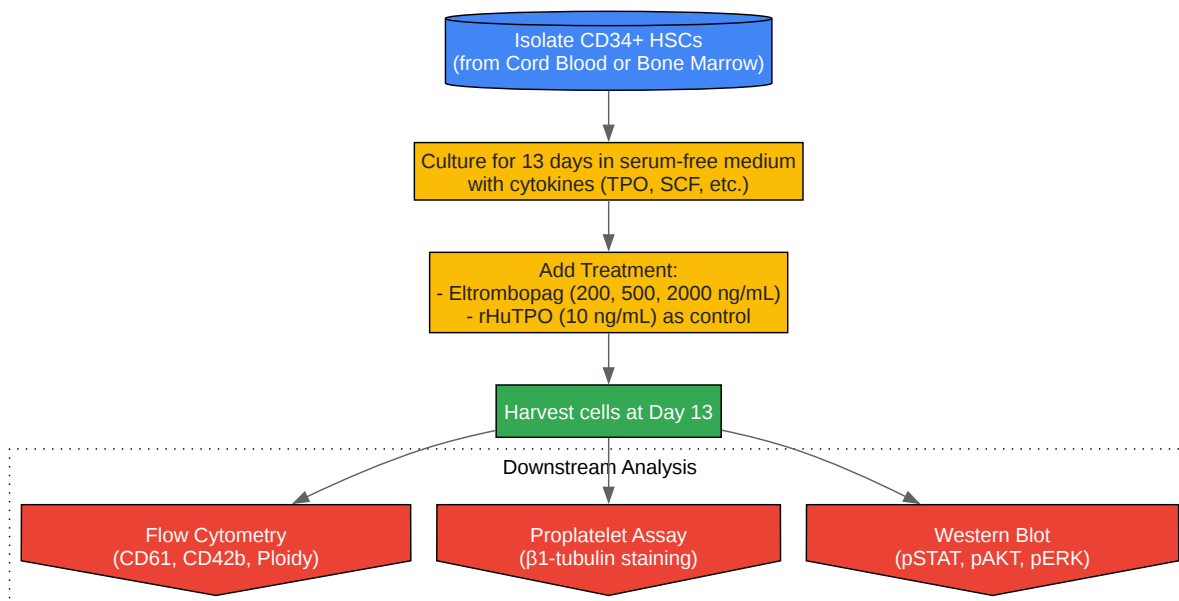 Isolate CD34+ HSCs
(from Cord Blood or Bone Marrow)
Culture for 13 days in serum-free medium
with cytokines (TPO, SCF, etc.)
Add Treatment:
- Eltrombopag (200, 500, 2000 ng/mL)
- rHuTPO (10 ng/mL) as control
Harvest cells at Day 13
Downstream Analysis
Flow Cytometry
(CD61, CD42b, Ploidy)
Proplatelet Assay
(β1-tubulin staining)
Western Blot
(pSTAT, pAKT, pERK)